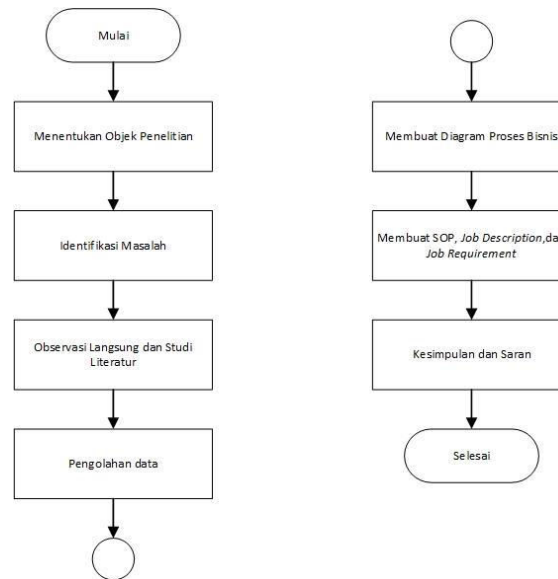 Mulai
Menentukan Objek Penelitian
Identifikasi Masalah
Observasi Langsung dan Studi
Literatur
Pengolahan data
Membuat Diagram Proses Bisnis
Membuat SOP, Job Description,da
Job Requirement
Kesimpulan dan Saran
Selesai